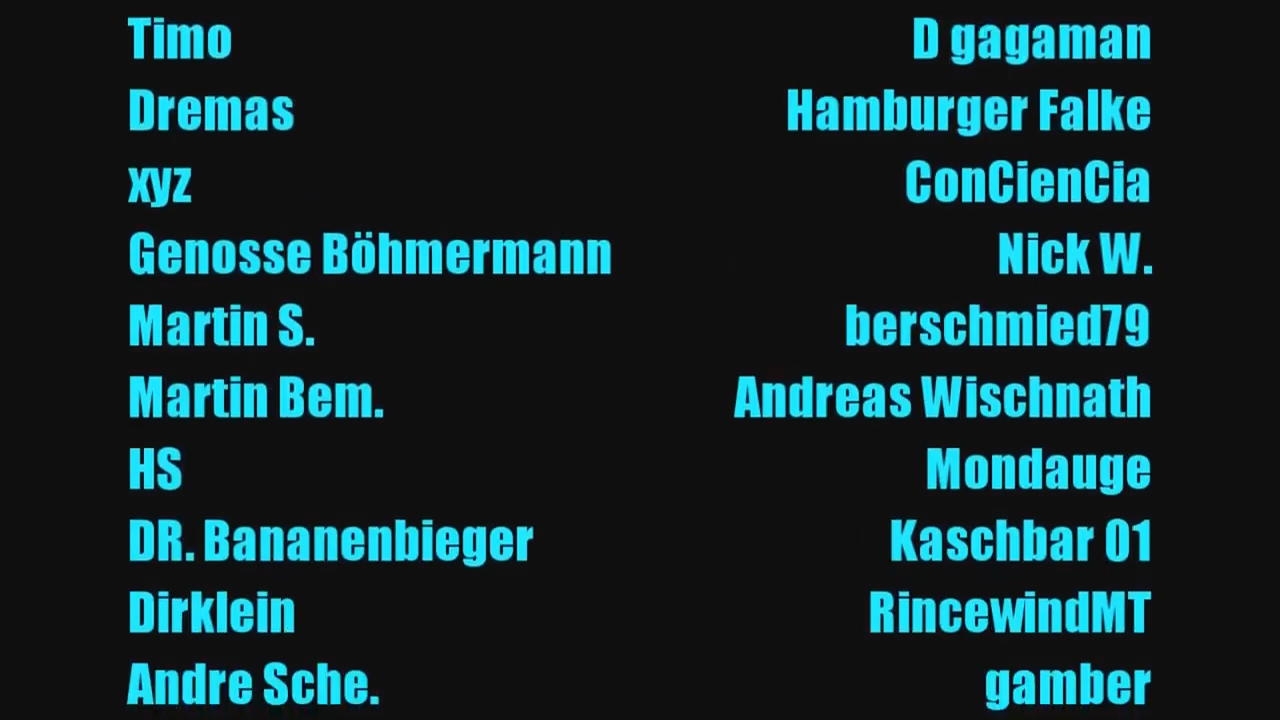 Timo
D gagaman
Dremas
Hamburger Falke
xyz
ConCienCia
Genosse Böhmermann
Nick W.
Martin S.
berschmied79
Martin Bem.
Andreas Wischnath
HS
Mondauge
DR. Bananenbieger
Kaschbar 01
Dirklein
RincewindMT
Andre Sche.
gamber